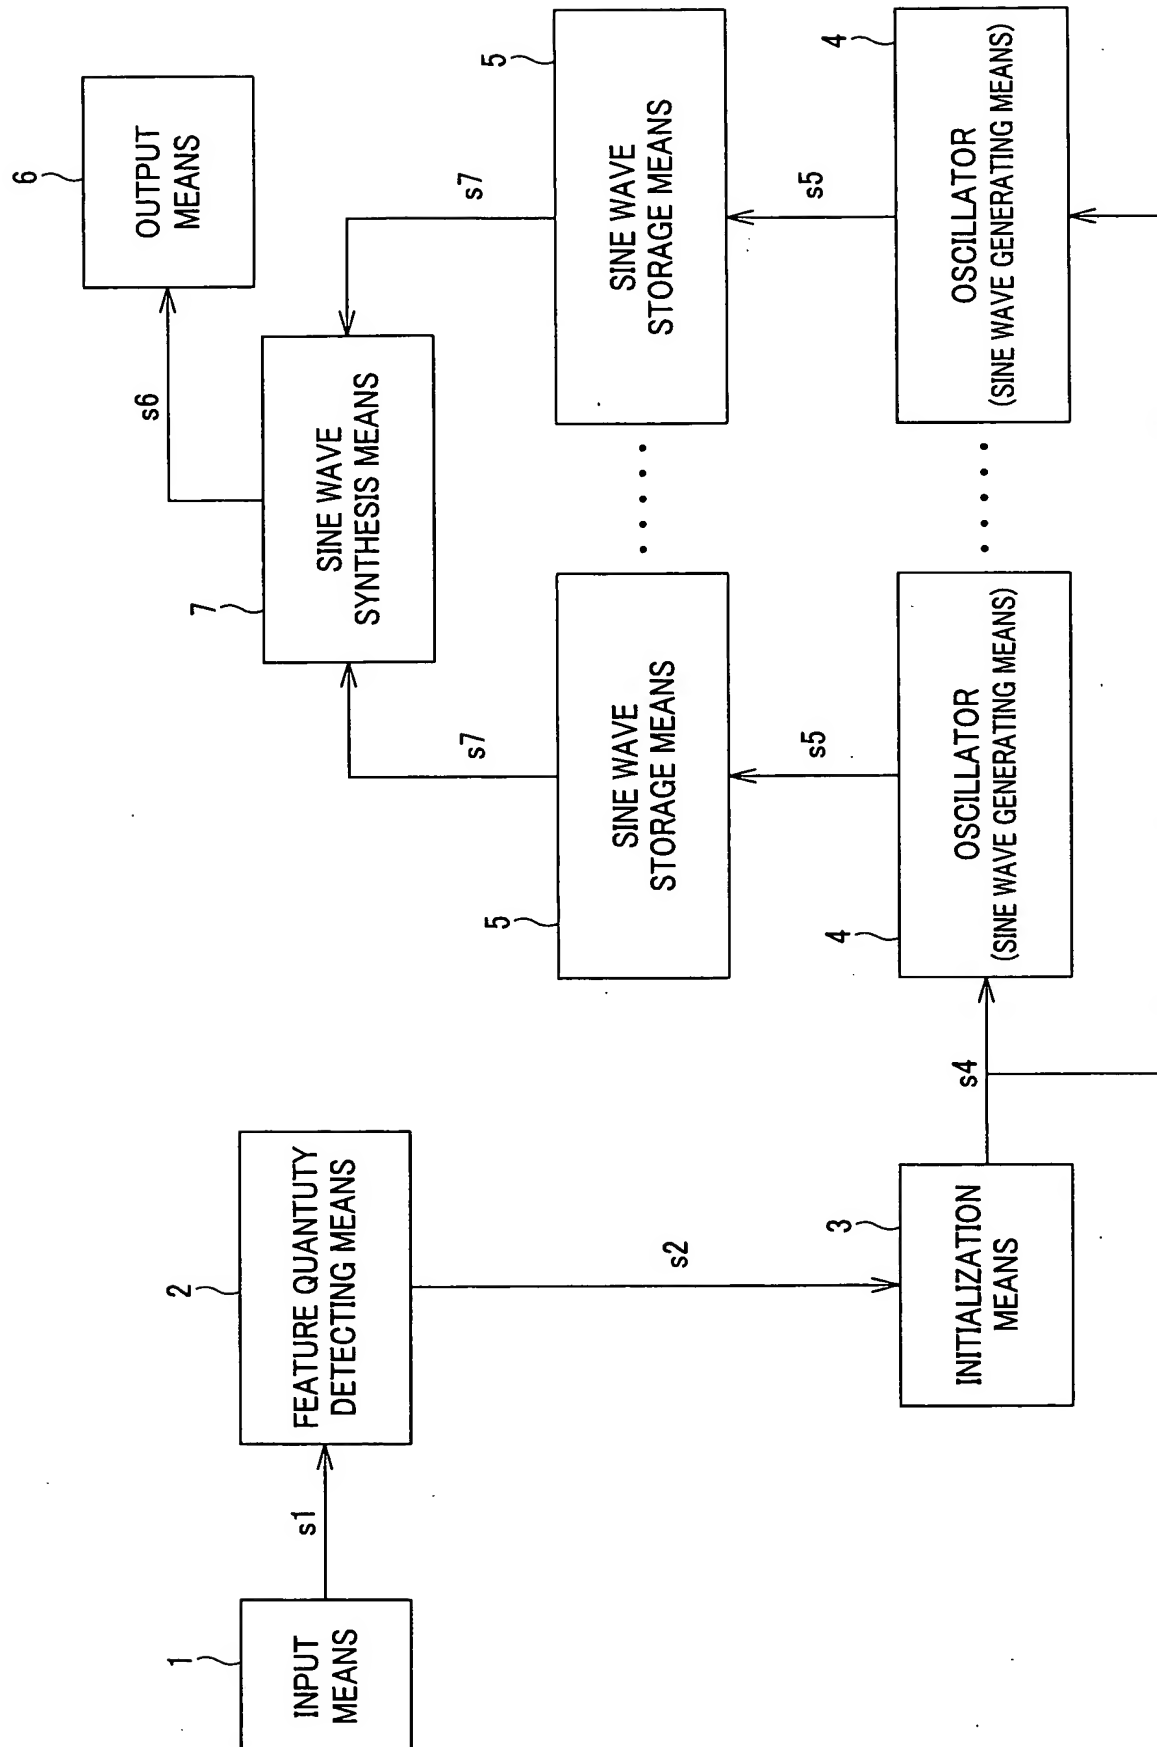 1
INPUT
MEANS
s1
2
FEATURE QUANTUTY
DETECTING MEANS
s2
3
INITIALIZATION
MEANS
s4
4
OSCILLATOR
(SINE WAVE GENERATING MEANS)
s5
5
SINE WAVE
STORAGE MEANS
s7
7
SINE WAVE
SYNTHESIS MEANS
s6
6
OUTPUT
MEANS
s7
5
SINE WAVE
STORAGE MEANS
s5
4
OSCILLATOR
(SINE WAVE GENERATING MEANS)